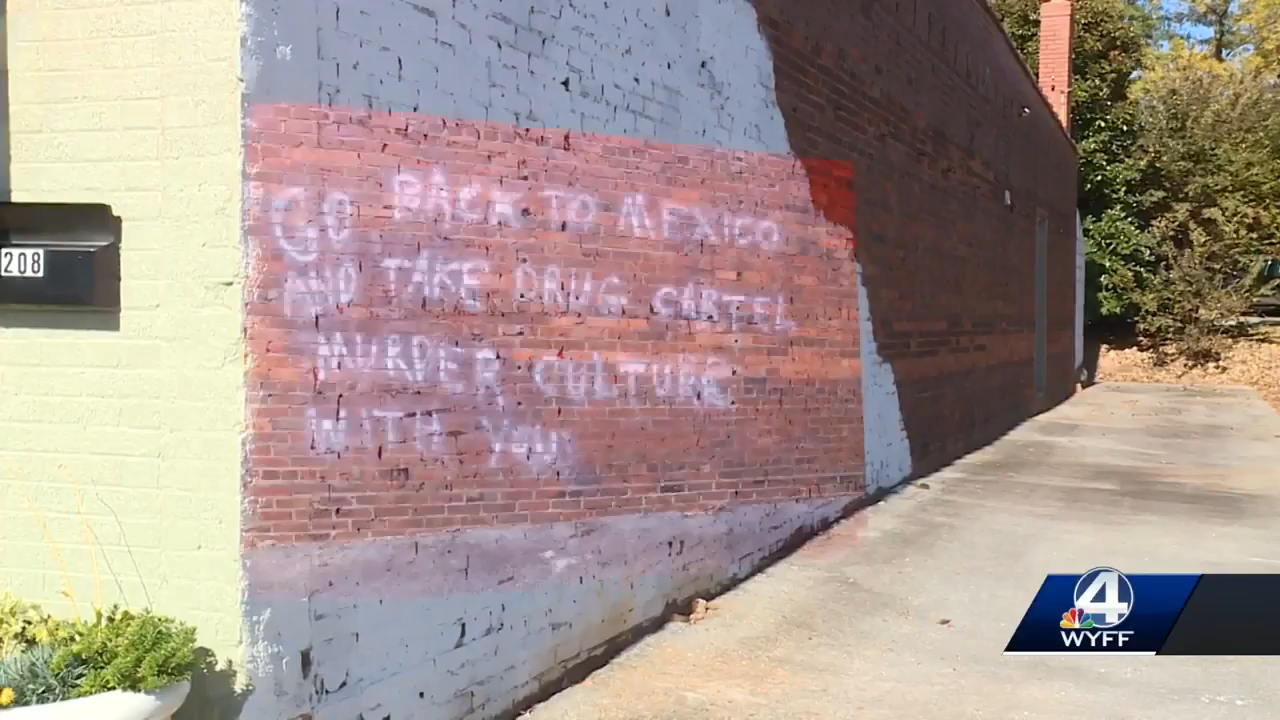 208
GO BACK TO MEXICO
AND TAKE DRUG CARTEL
MURDER CULTURE
WITH YOU
4
WYFF